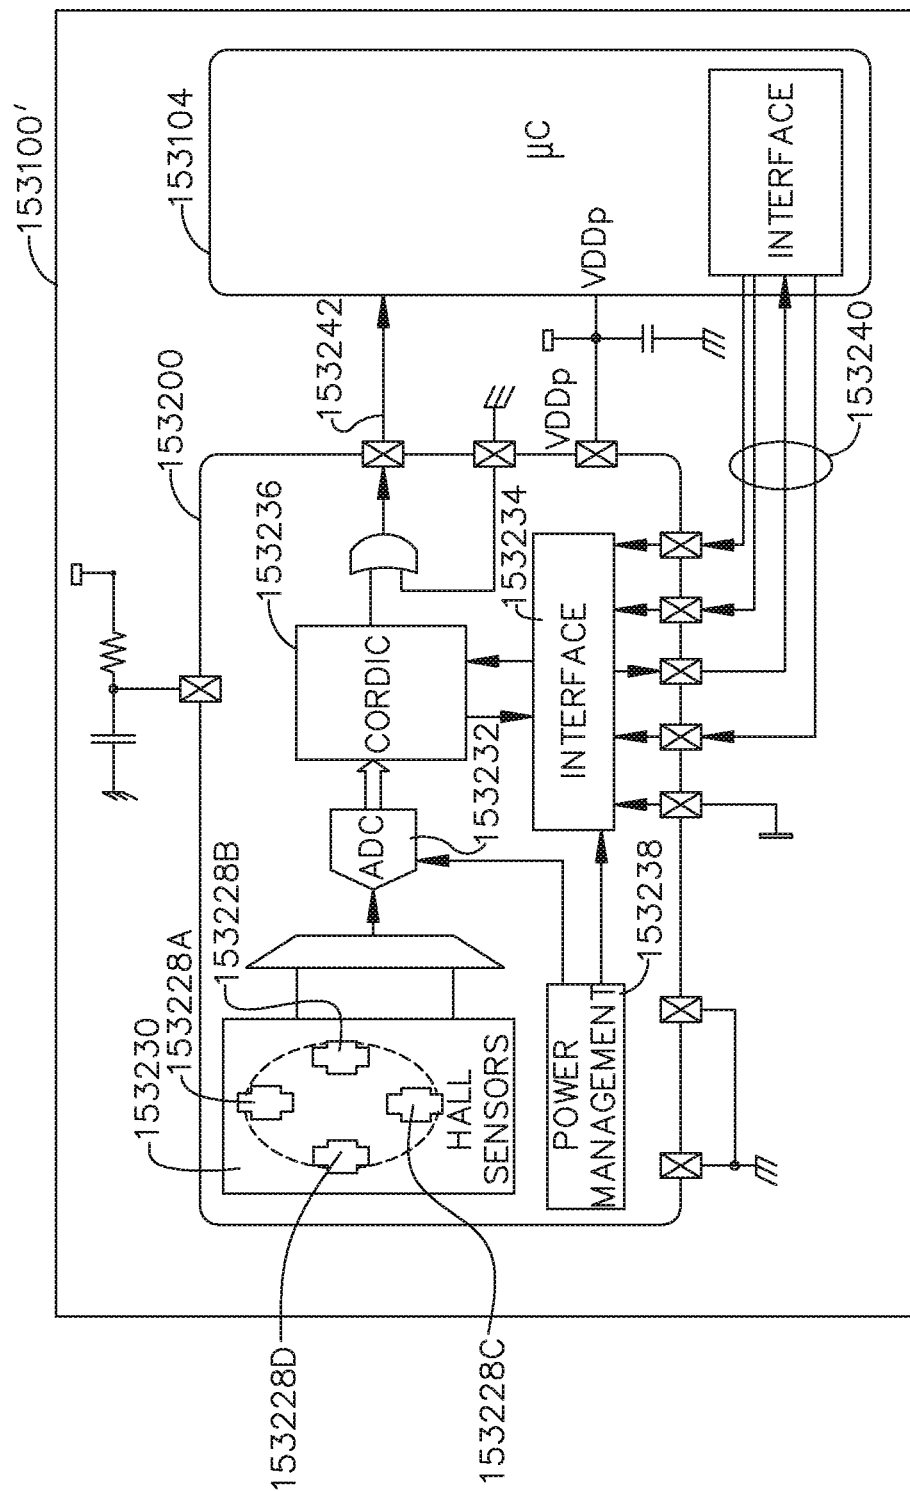 153100′
153104
µC
INTERFACE
VDDp
153242
VDDp
153240
153200
153236
153234
CORDIC
INTERFACE
153232
ADC
153238
153228B
153228A
153230
HALL
SENSORS
POWER
MANAGEMENT
153228D
153228C